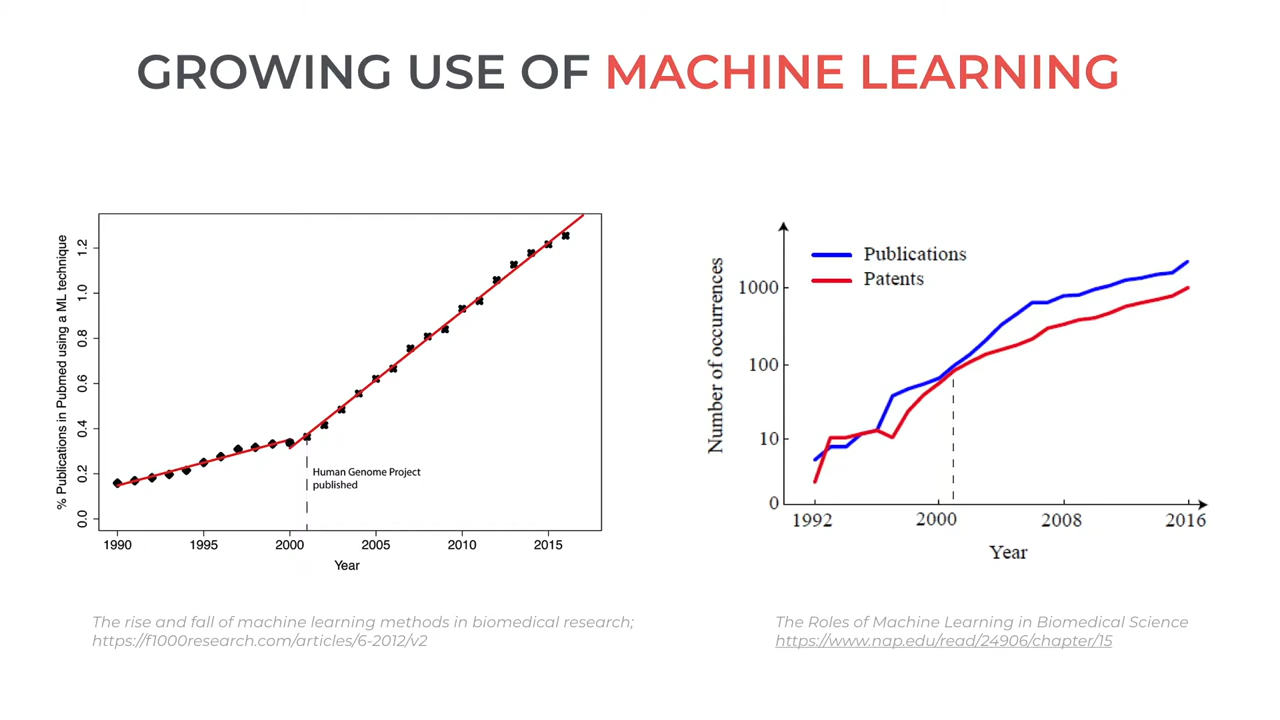 GROWING USE OF MACHINE LEARNING
% Publications in Pubmed using a ML technique
1.2
1.0
0.8
0.6
0.4
0.2
0.0
Human Genome Project
published
1990 1995 2000 2005 2010 2015
Year
The rise and fall of machine learning methods in biomedical research;
https://f1000research.com/articles/6-2012/v2
Number of occurrences
Publications
Patents
1000
100
10
0
1992 2000 2008 2016
Year
The Roles of Machine Learning in Biomedical Science
https://www.nap.edu/read/24906/chapter/15